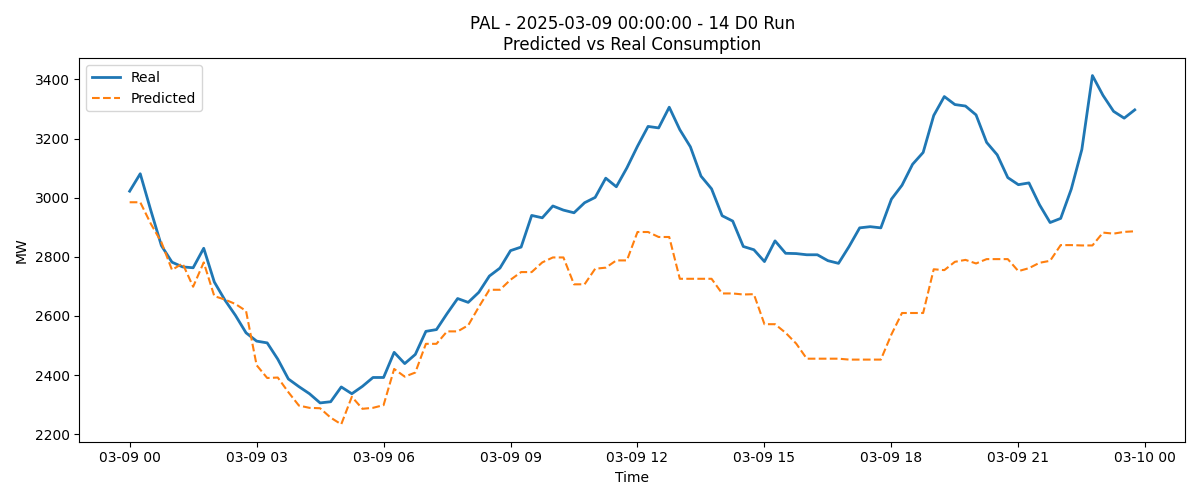 PAL - 2025-03-09 00:00:00 - 14 D0 Run
Predicted vs Real Consumption
Real
Predicted
3400
3200
3000
2800
2600
2400
2200
MW
03-09 00
03-09 03
03-09 06
03-09 09
03-09 12
03-09 15
03-09 18
03-09 21
03-10 00
Time